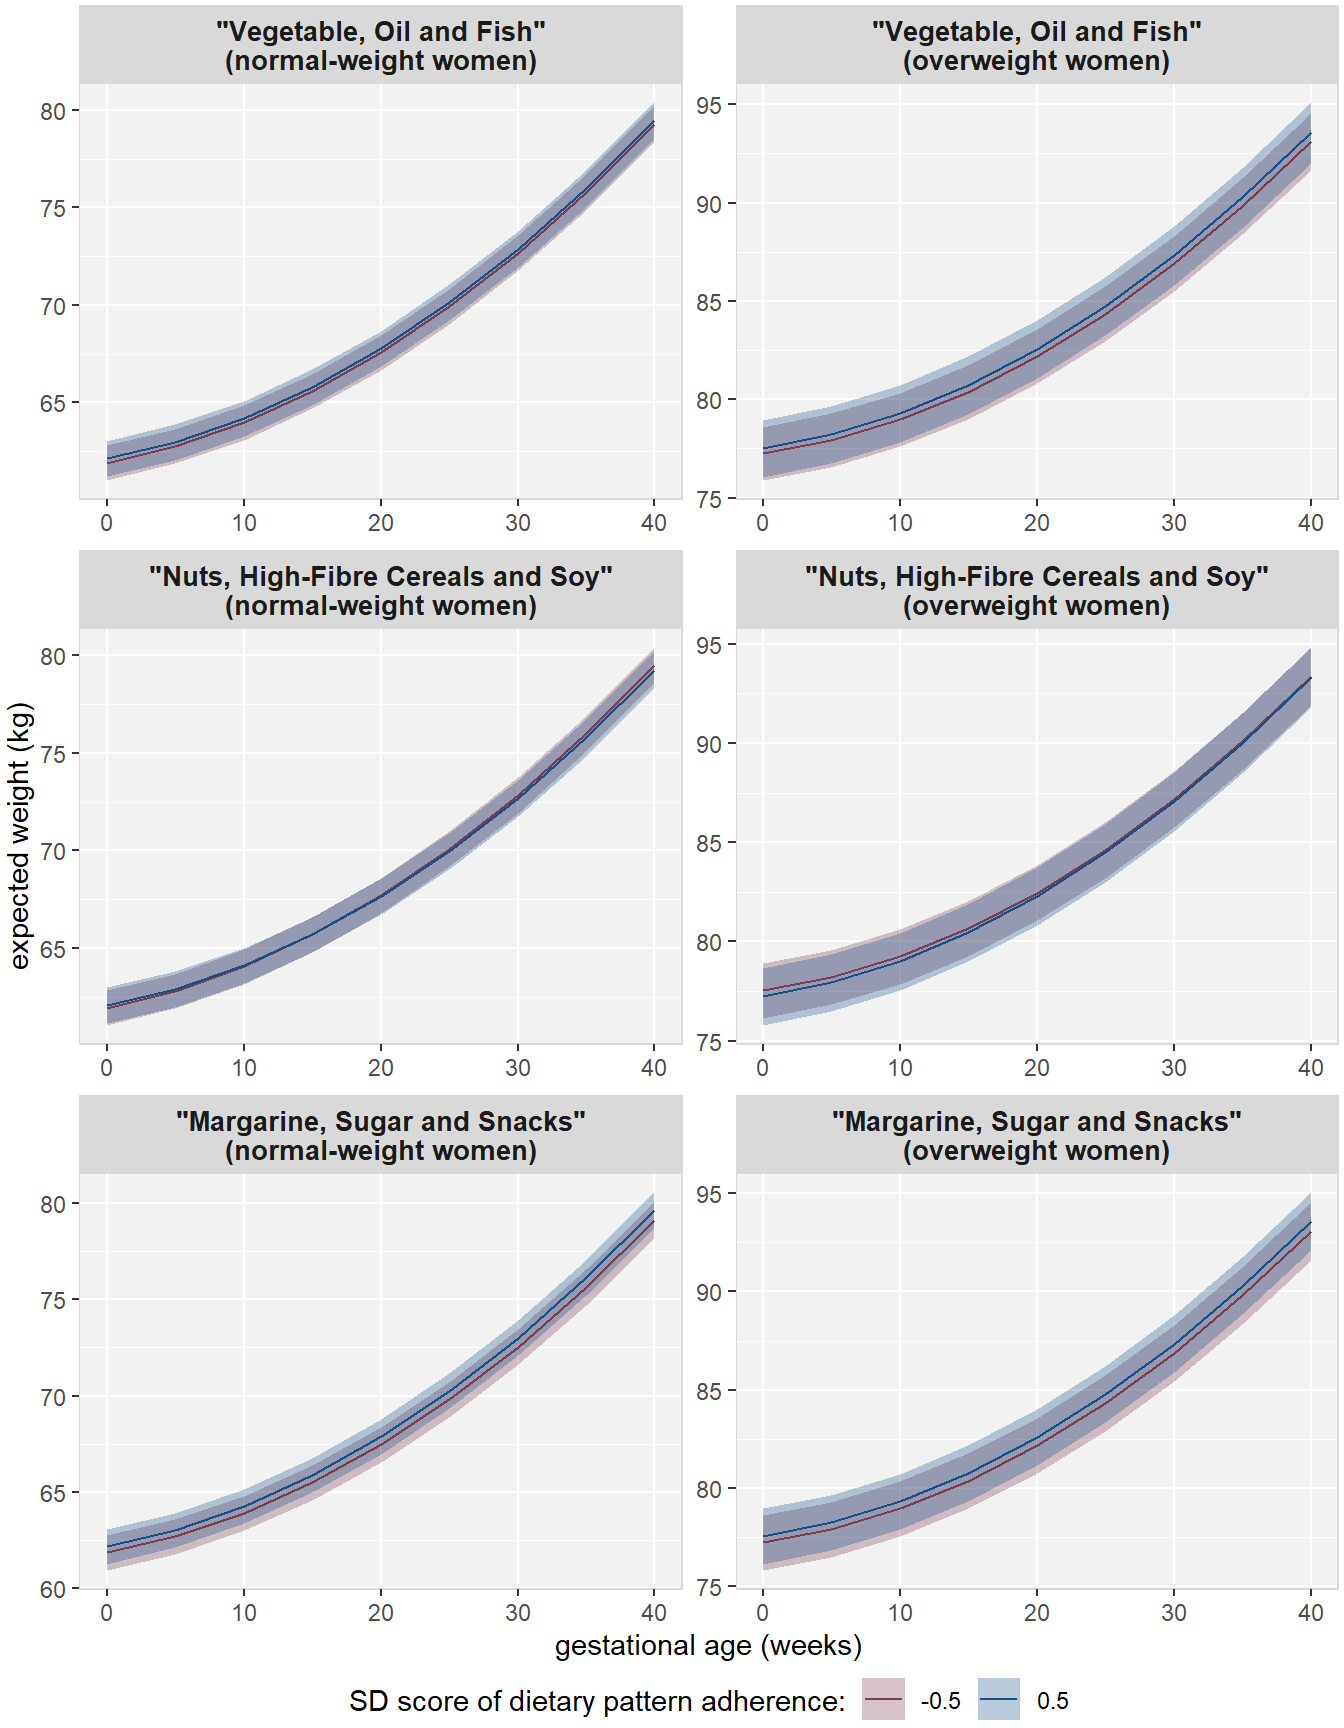 "Vegetable, Oil and Fish"
(normal-weight women)
"Vegetable, Oil and Fish"
(overweight women)
80
75
70
65
0 10 20 30 40
95
90
85
80
75
0 10 20 30 40
"Nuts, High-Fibre Cereals and Soy"
(normal-weight women)
"Nuts, High-Fibre Cereals and Soy"
(overweight women)
expected weight (kg)
80
75
70
65
0 10 20 30 40
95
90
85
80
75
0 10 20 30 40
"Margarine, Sugar and Snacks"
(normal-weight women)
"Margarine, Sugar and Snacks"
(overweight women)
80
75
70
65
60
0 10 20 30 40
95
90
85
80
75
0 10 20 30 40
gestational age (weeks)
SD score of dietary pattern adherence: -0.5 0.5